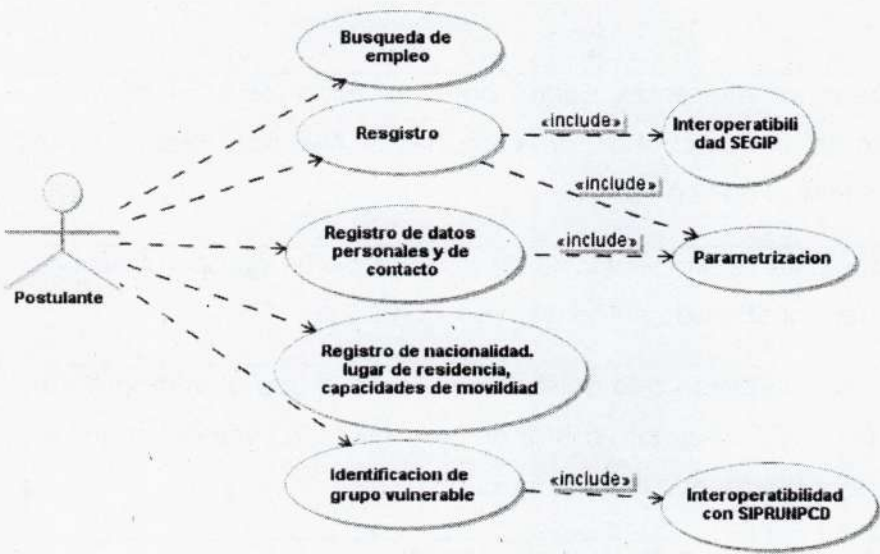 Busqueda de
empleo
Resgistro
«include»
Interoperatibili
dad SEGIP
«include»
Registro de datos
personales y de
contacto
«include»
Parametrizacion
Postulante
Registro de nacionalidad.
lugar de residencia,
capacidades de movildiad
Identificacion de
grupo vulnerable
«include»
Interoperatibilidad
con SIPRUNPCD